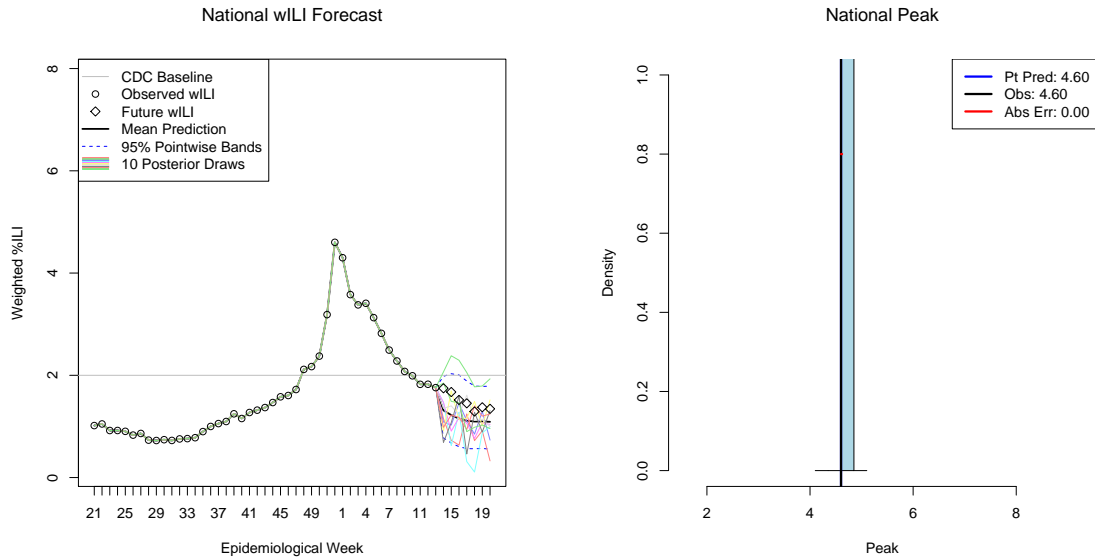 National wILI Forecast
Weighted %ILI
8
6
4
2
0
CDC Baseline
Observed wILI
Future wILI
Mean Prediction
95% Pointwise Bands
10 Posterior Draws
21 25 29 33 37 41 45 49 1 4 7 11 15 19
Epidemiological Week
National Peak
Density
1.0
0.8
0.6
0.4
0.2
0.0
Pt Pred: 4.60
Obs: 4.60
Abs Err: 0.00
2 4 6 8
Peak